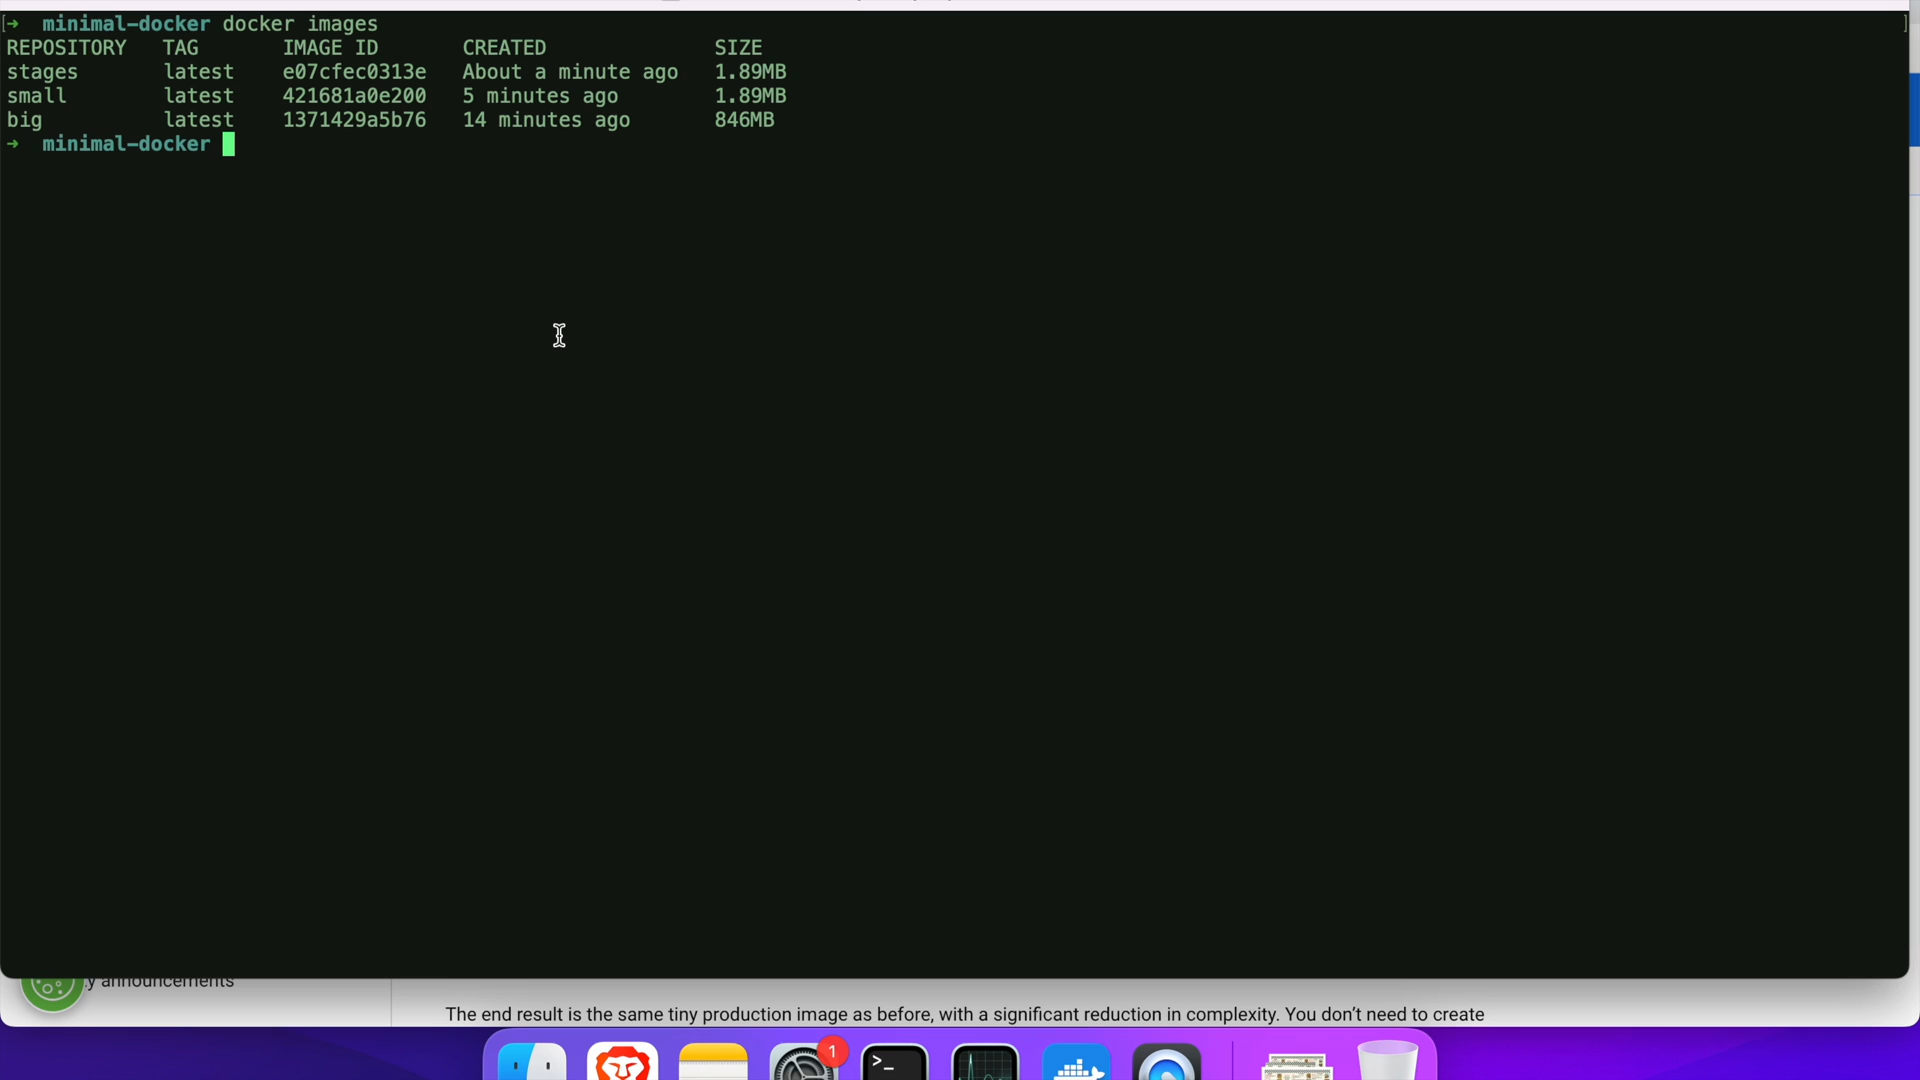 [→ minimal-docker docker images ]
REPOSITORY TAG IMAGE ID CREATED SIZE
stages latest e07cfec0313e About a minute ago 1.89MB
small latest 421681a0e200 5 minutes ago 1.89MB
big latest 1371429a5b76 14 minutes ago 846MB
→ minimal-docker
y announcements
The end result is the same tiny production image as before, with a significant reduction in complexity. You don’t need to create
1
>_